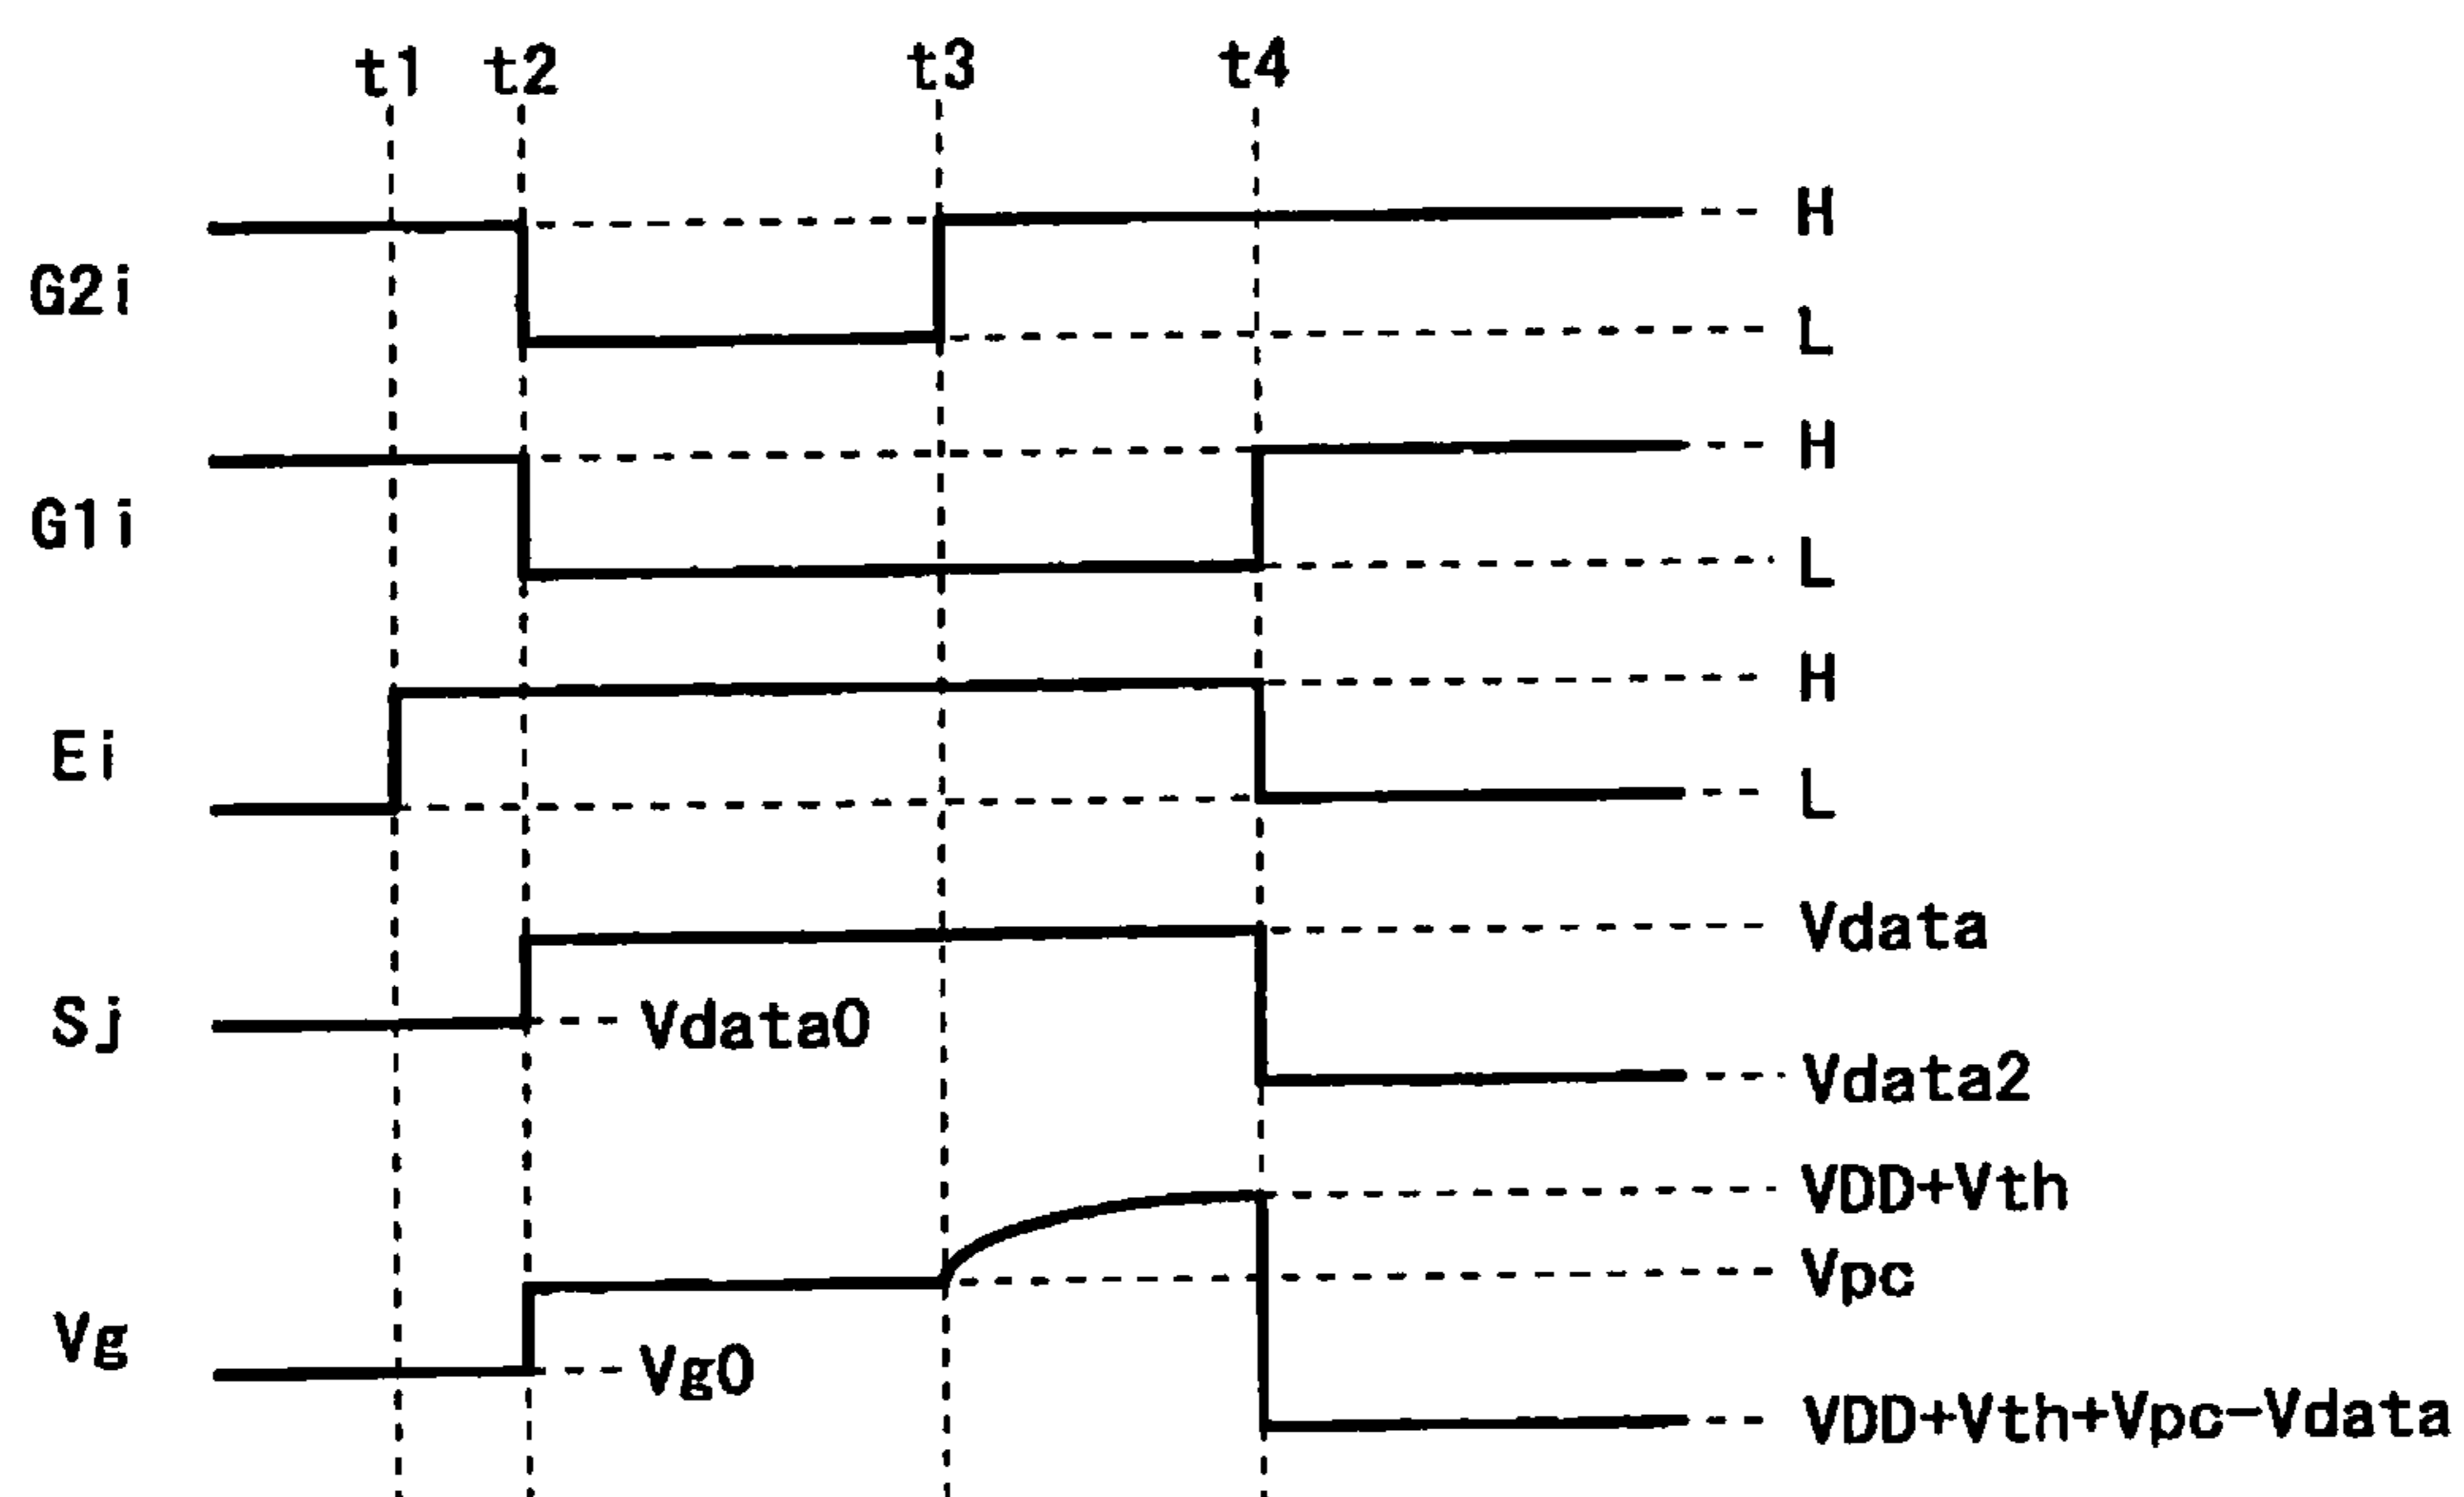 t1 t2 t3 t4
H
G2i
L
H
G1i
L
H
Ei
L
Vdata
Sj Vdata0
Vdata2
VDD+Vth
Vpc
Vg Vg0
VDD+Vth+Vpc-Vdata